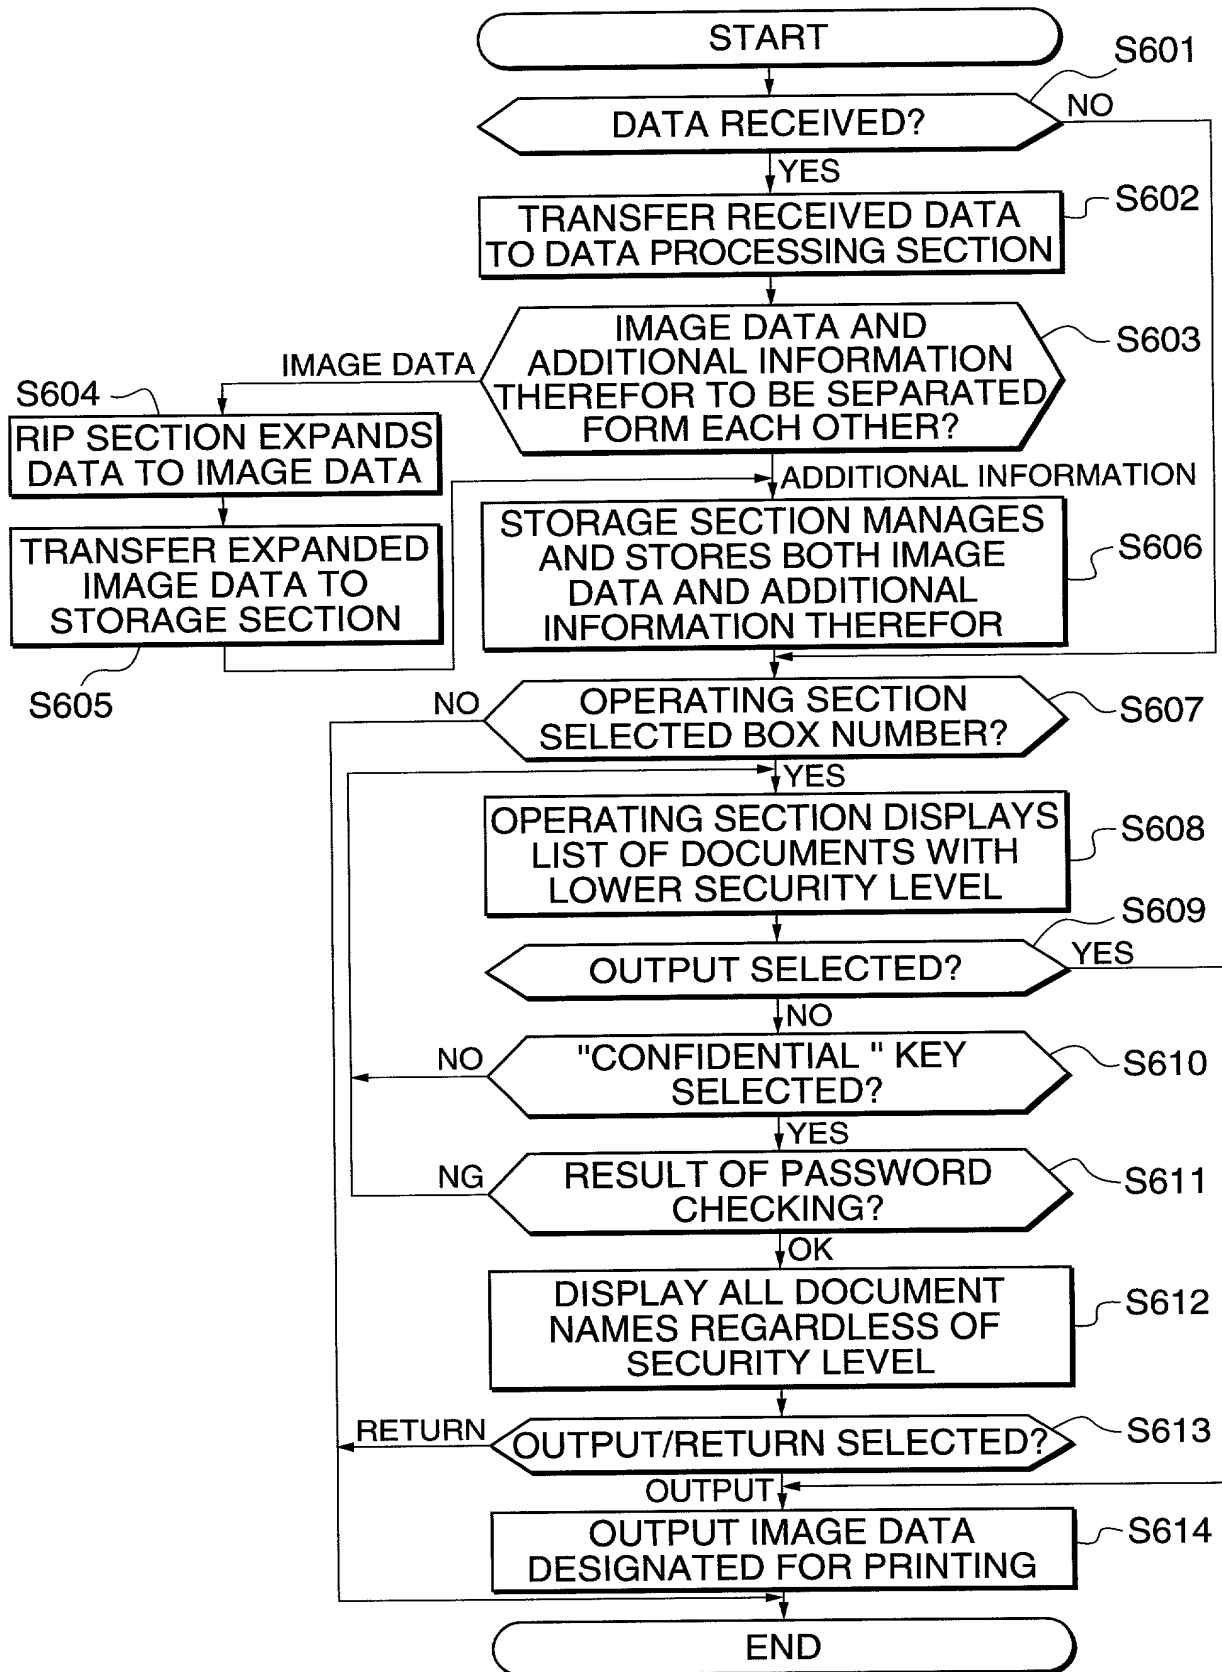 START
S601
DATA RECEIVED?
NO
YES
TRANSFER RECEIVED DATA
TO DATA PROCESSING SECTION
S602
IMAGE DATA AND
ADDITIONAL INFORMATION
THEREFOR TO BE SEPARATED
FORM EACH OTHER?
S603
IMAGE DATA
S604
RIP SECTION EXPANDS
DATA TO IMAGE DATA
ADDITIONAL INFORMATION
TRANSFER EXPANDED
IMAGE DATA TO
STORAGE SECTION
S605
STORAGE SECTION MANAGES
AND STORES BOTH IMAGE
DATA AND ADDITIONAL
INFORMATION THEREFOR
S606
NO
OPERATING SECTION
SELECTED BOX NUMBER?
S607
YES
OPERATING SECTION DISPLAYS
LIST OF DOCUMENTS WITH
LOWER SECURITY LEVEL
S608
S609
OUTPUT SELECTED?
YES
NO
NO
"CONFIDENTIAL " KEY
SELECTED?
S610
YES
NG
RESULT OF PASSWORD
CHECKING?
S611
OK
DISPLAY ALL DOCUMENT
NAMES REGARDLESS OF
SECURITY LEVEL
S612
RETURN
OUTPUT/RETURN SELECTED?
S613
OUTPUT
OUTPUT IMAGE DATA
DESIGNATED FOR PRINTING
S614
END